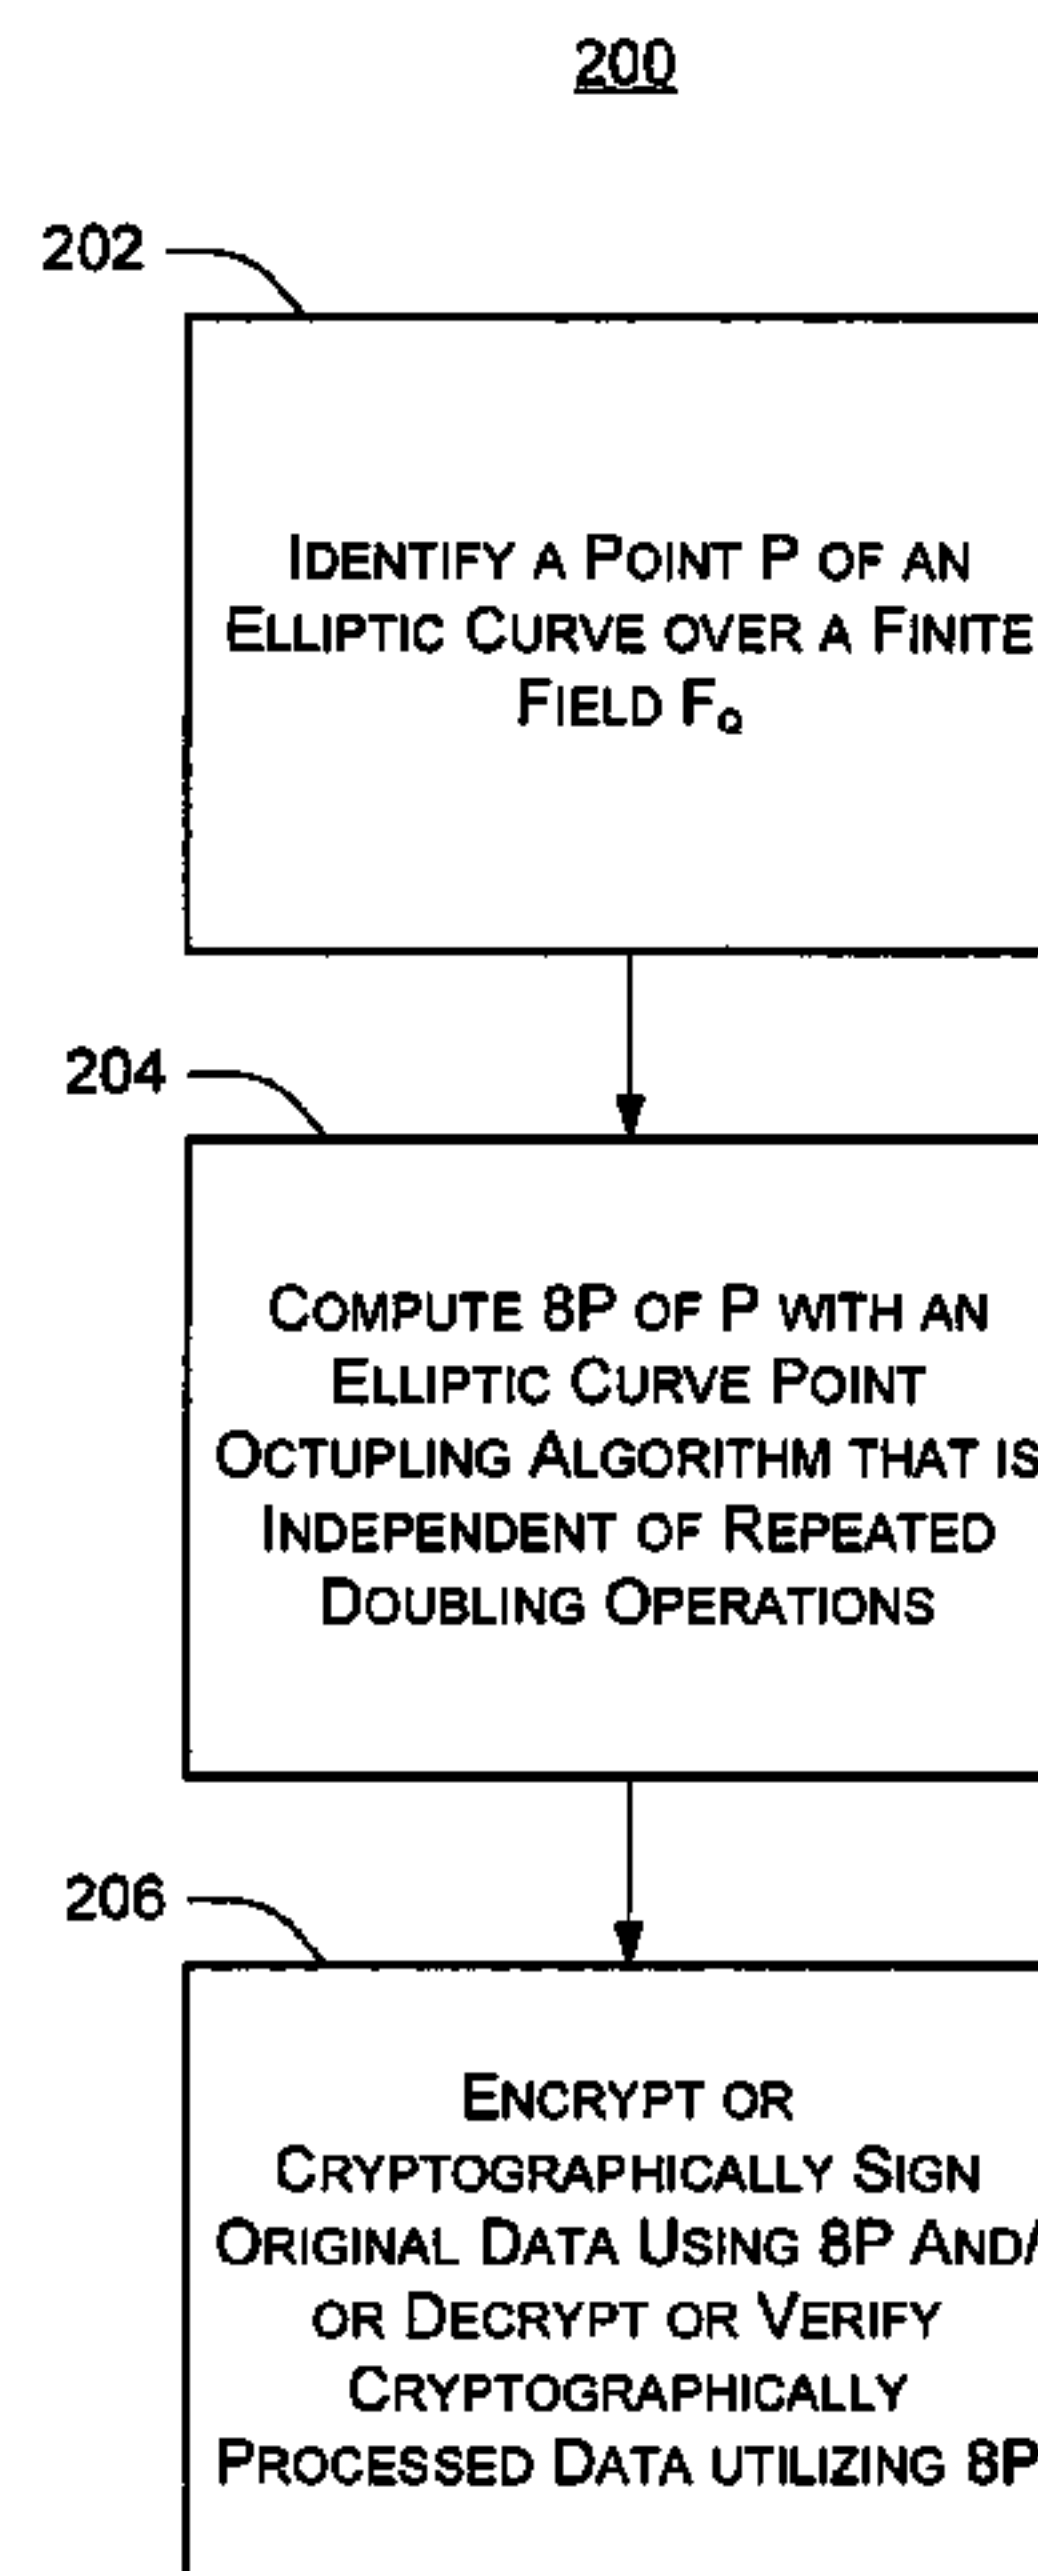 200
202
IDENTIFY A POINT P OF AN
ELLIPTIC CURVE OVER A FINITE
FIELD FQ
204
COMPUTE 8P OF P WITH AN
ELLIPTIC CURVE POINT
OCTUPLING ALGORITHM THAT IS
INDEPENDENT OF REPEATED
DOUBLING OPERATIONS
206
ENCRYPT OR
CRYPTOGRAPHICALLY SIGN
ORIGINAL DATA USING 8P AND/
OR DECRYPT OR VERIFY
CRYPTOGRAPHICALLY
PROCESSED DATA UTILIZING 8P